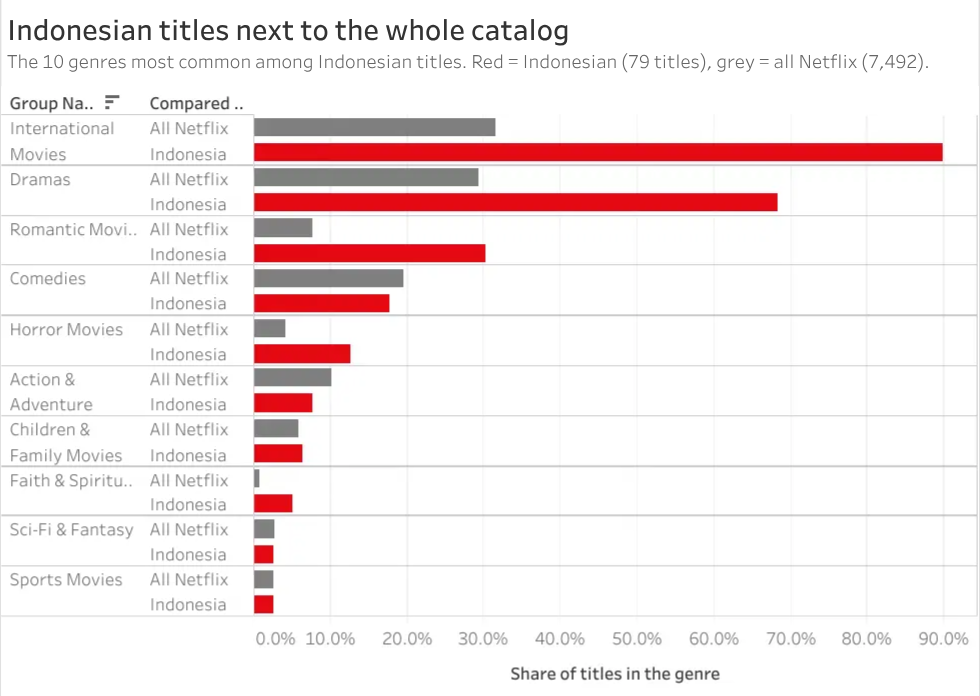 Indonesian titles next to the whole catalog
The 10 genres most common among Indonesian titles. Red = Indonesian (79 titles), grey = all Netflix (7,492).
Group Na.. Compared ..
International All Netflix
Movies Indonesia
Dramas All Netflix
Indonesia
Romantic Movi.. All Netflix
Indonesia
Comedies All Netflix
Indonesia
Horror Movies All Netflix
Indonesia
Action & All Netflix
Adventure Indonesia
Children & All Netflix
Family Movies Indonesia
Faith & Spiritu.. All Netflix
Indonesia
Sci-Fi & Fantasy All Netflix
Indonesia
Sports Movies All Netflix
Indonesia
0.0% 10.0% 20.0% 30.0% 40.0% 50.0% 60.0% 70.0% 80.0% 90.0%
Share of titles in the genre